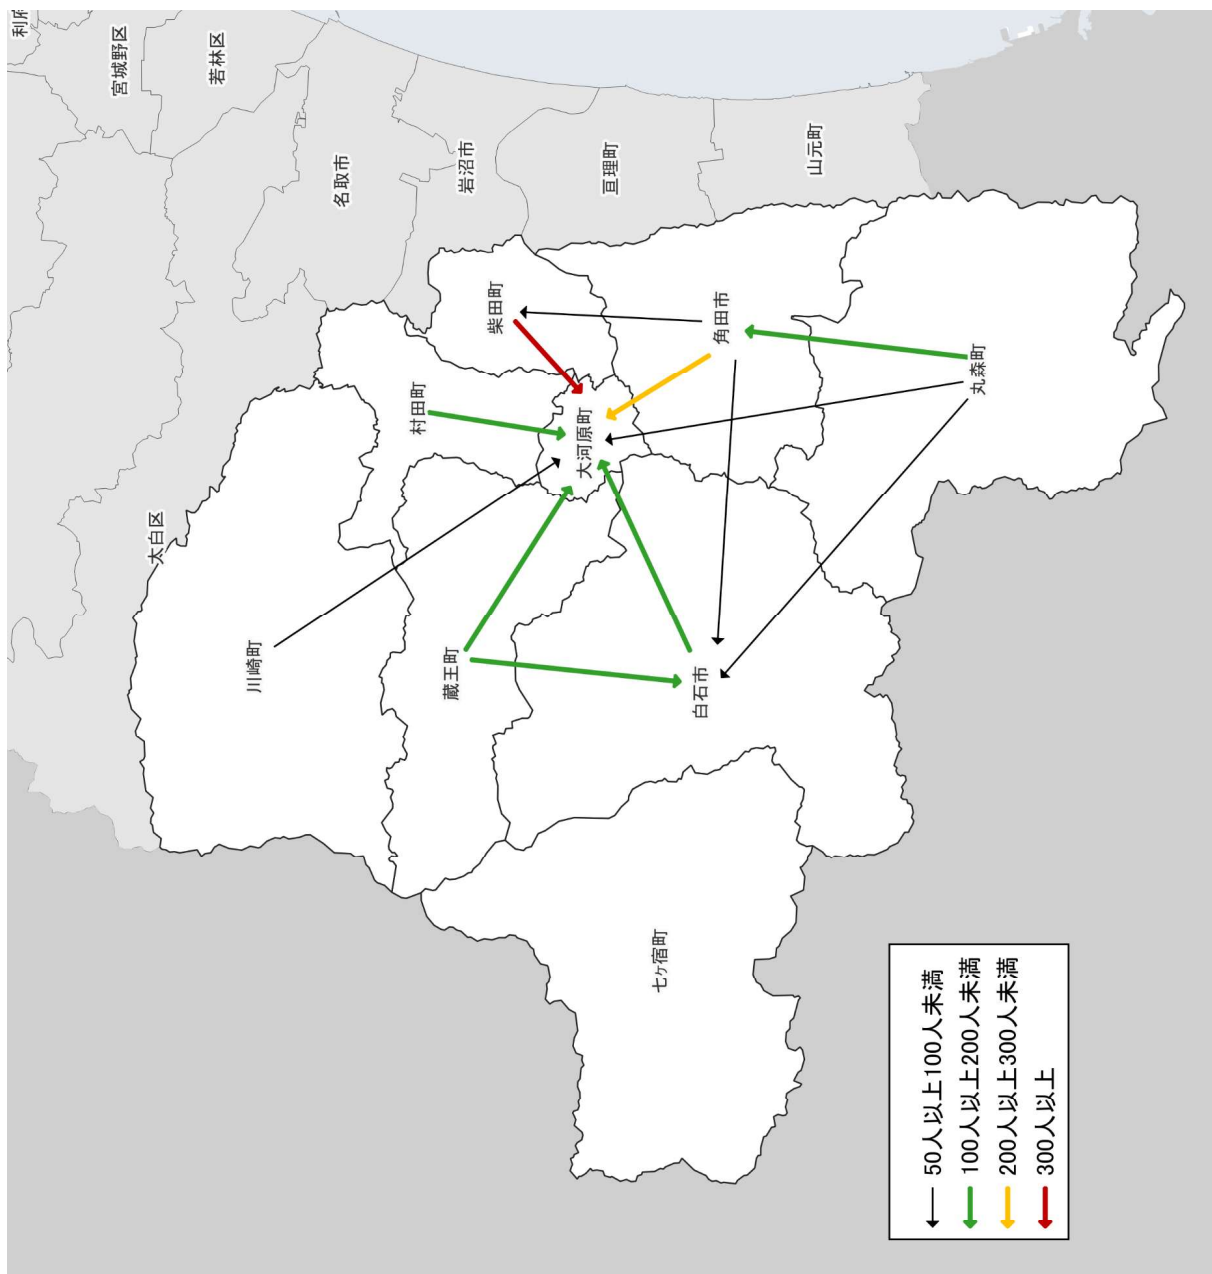 利府
宮城野区
太白区
若林区
川崎町
名取市
村田町
蔵王町
岩沼市
柴田町
大河原町
亘理町
七ヶ宿町
白石市
角田市
山元町
丸森町
50人以上100人未満
100人以上200人未満
200人以上300人未満
300人以上